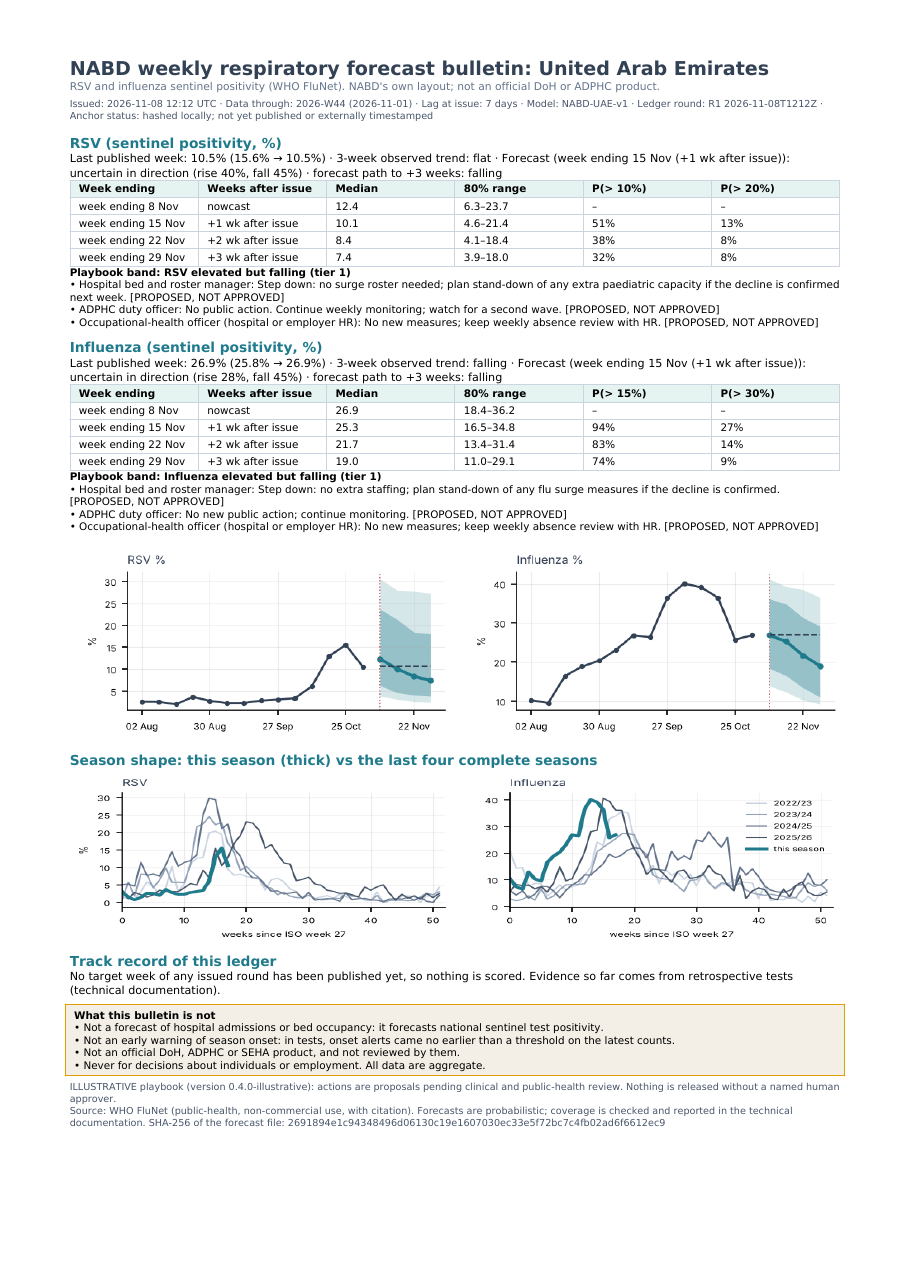 NABD weekly respiratory forecast bulletin: United Arab Emirates
RSV and influenza sentinel positivity (WHO FluNet). NABD's own layout; not an official DoH or ADPHC product.
Issued: 2026-11-08 12:12 UTC · Data through: 2026-W44 (2026-11-01) · Lag at issue: 7 days · Model: NABD-UAE-v1 · Ledger round: R1 2026-11-08T1212Z ·
Anchor status: hashed locally; not yet published or externally timestamped
RSV (sentinel positivity, %)
Last published week: 10.5% (15.6% → 10.5%) · 3-week observed trend: flat · Forecast (week ending 15 Nov (+1 wk after issue)):
uncertain in direction (rise 40%, fall 45%) · forecast path to +3 weeks: falling
Week ending Weeks after issue Median 80% range P(> 10%) P(> 20%)
week ending 8 Nov nowcast 12.4 6.3–23.7 – –
week ending 15 Nov +1 wk after issue 10.1 4.6–21.4 51% 13%
week ending 22 Nov +2 wk after issue 8.4 4.1–18.4 38% 8%
week ending 29 Nov +3 wk after issue 7.4 3.9–18.0 32% 8%
Playbook band: RSV elevated but falling (tier 1)
• Hospital bed and roster manager: Step down: no surge roster needed; plan stand-down of any extra paediatric capacity if the decline is confirmed
next week. [PROPOSED, NOT APPROVED]
• ADPHC duty officer: No public action. Continue weekly monitoring; watch for a second wave. [PROPOSED, NOT APPROVED]
• Occupational-health officer (hospital or employer HR): No new measures; keep weekly absence review with HR. [PROPOSED, NOT APPROVED]
Influenza (sentinel positivity, %)
Last published week: 26.9% (25.8% → 26.9%) · 3-week observed trend: falling · Forecast (week ending 15 Nov (+1 wk after issue)):
uncertain in direction (rise 28%, fall 45%) · forecast path to +3 weeks: falling
Week ending Weeks after issue Median 80% range P(> 15%) P(> 30%)
week ending 8 Nov nowcast 26.9 18.4–36.2 – –
week ending 15 Nov +1 wk after issue 25.3 16.5–34.8 94% 27%
week ending 22 Nov +2 wk after issue 21.7 13.4–31.4 83% 14%
week ending 29 Nov +3 wk after issue 19.0 11.0–29.1 74% 9%
Playbook band: Influenza elevated but falling (tier 1)
• Hospital bed and roster manager: Step down: no extra staffing; plan stand-down of any flu surge measures if the decline is confirmed.
[PROPOSED, NOT APPROVED]
• ADPHC duty officer: No new public action; continue monitoring. [PROPOSED, NOT APPROVED]
• Occupational-health officer (hospital or employer HR): No new measures; keep weekly absence review with HR. [PROPOSED, NOT APPROVED]
RSV %
30
25
20
15
10
5
%
02 Aug 30 Aug 27 Sep 25 Oct 22 Nov
Influenza %
40
30
20
10
%
02 Aug 30 Aug 27 Sep 25 Oct 22 Nov
Season shape: this season (thick) vs the last four complete seasons
RSV
30
25
20
15
10
5
0
%
0 10 20 30 40 50
weeks since ISO week 27
Influenza
40
30
20
10
0
2022/23
2023/24
2024/25
2025/26
this season
0 10 20 30 40 50
weeks since ISO week 27
Track record of this ledger
No target week of any issued round has been published yet, so nothing is scored. Evidence so far comes from retrospective tests
(technical documentation).
What this bulletin is not
• Not a forecast of hospital admissions or bed occupancy: it forecasts national sentinel test positivity.
• Not an early warning of season onset: in tests, onset alerts came no earlier than a threshold on the latest counts.
• Not an official DoH, ADPHC or SEHA product, and not reviewed by them.
• Never for decisions about individuals or employment. All data are aggregate.
ILLUSTRATIVE playbook (version 0.4.0-illustrative): actions are proposals pending clinical and public-health review. Nothing is released without a named human
approver.
Source: WHO FluNet (public-health, non-commercial use, with citation). Forecasts are probabilistic; coverage is checked and reported in the technical
documentation. SHA-256 of the forecast file: 2691894e1c94348496d06130c19e1607030ec33e5f72bc7c4fb02ad6f6612ec9